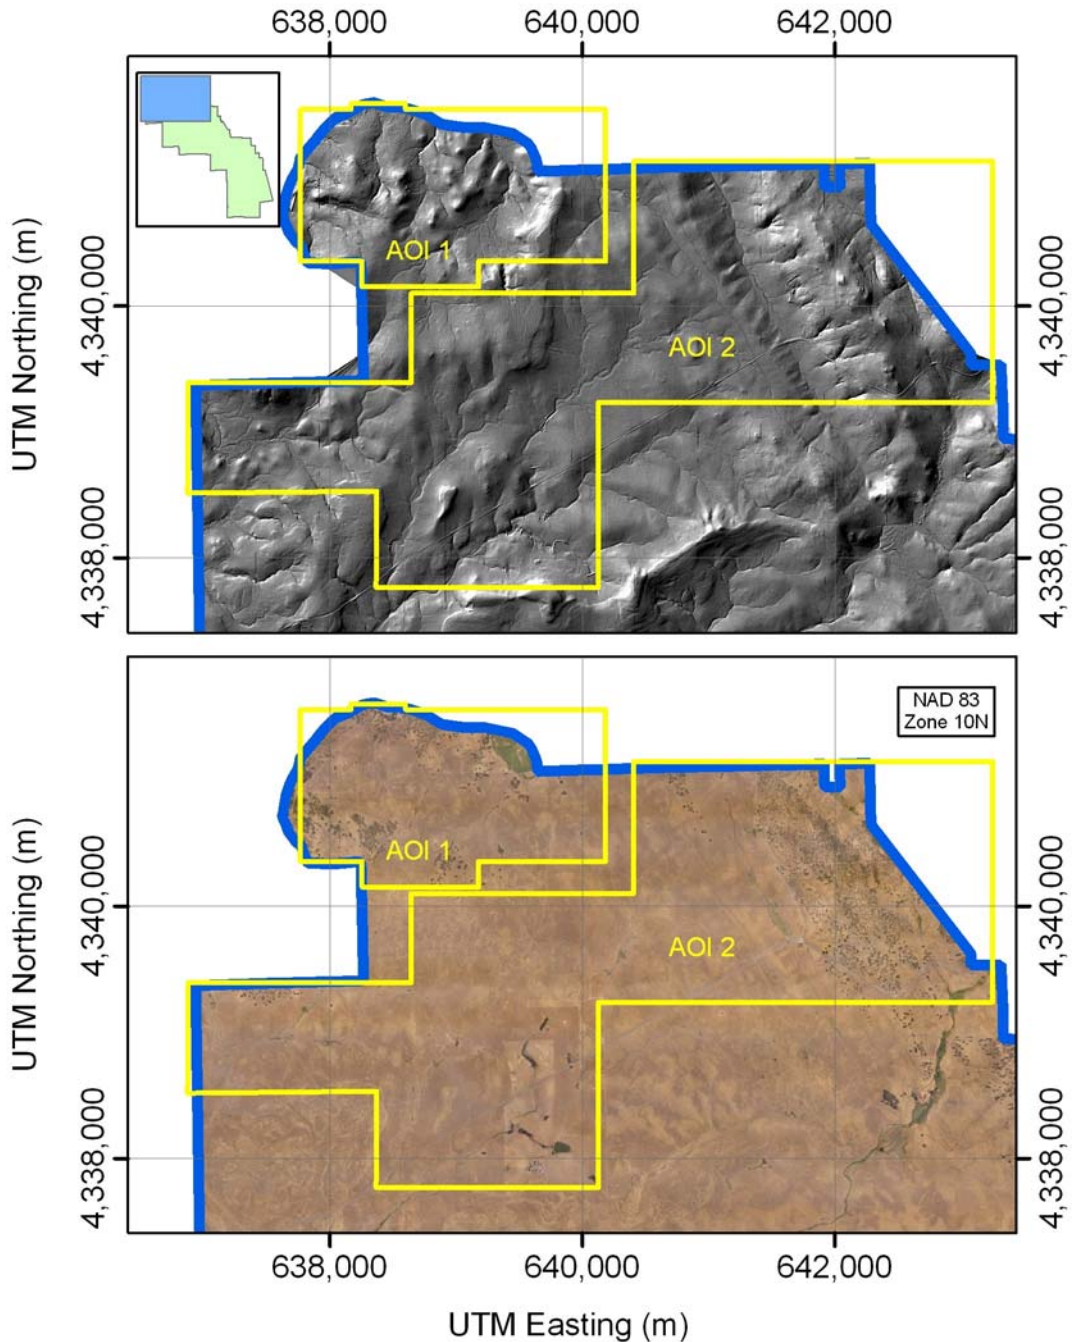 638,000
640,000
642,000
UTM Northing (m)
4,340,000
4,338,000
AOI 1
AOI 2
4,340,000
4,338,000
NAD 83
Zone 10N
UTM Northing (m)
4,340,000
4,338,000
AOI 1
AOI 2
4,340,000
4,338,000
638,000
640,000
642,000
UTM Easting (m)